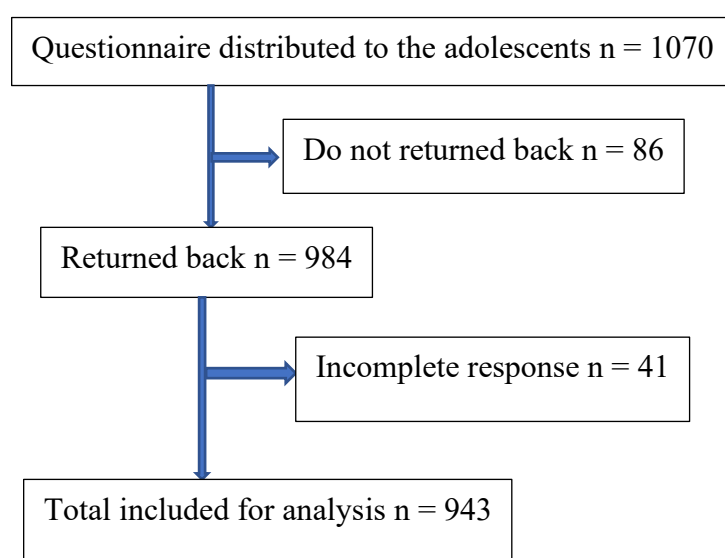 Questionnaire distributed to the adolescents n = 1070
Do not returned back n = 86
Returned back n = 984
Incomplete response n = 41
Total included for analysis n = 943